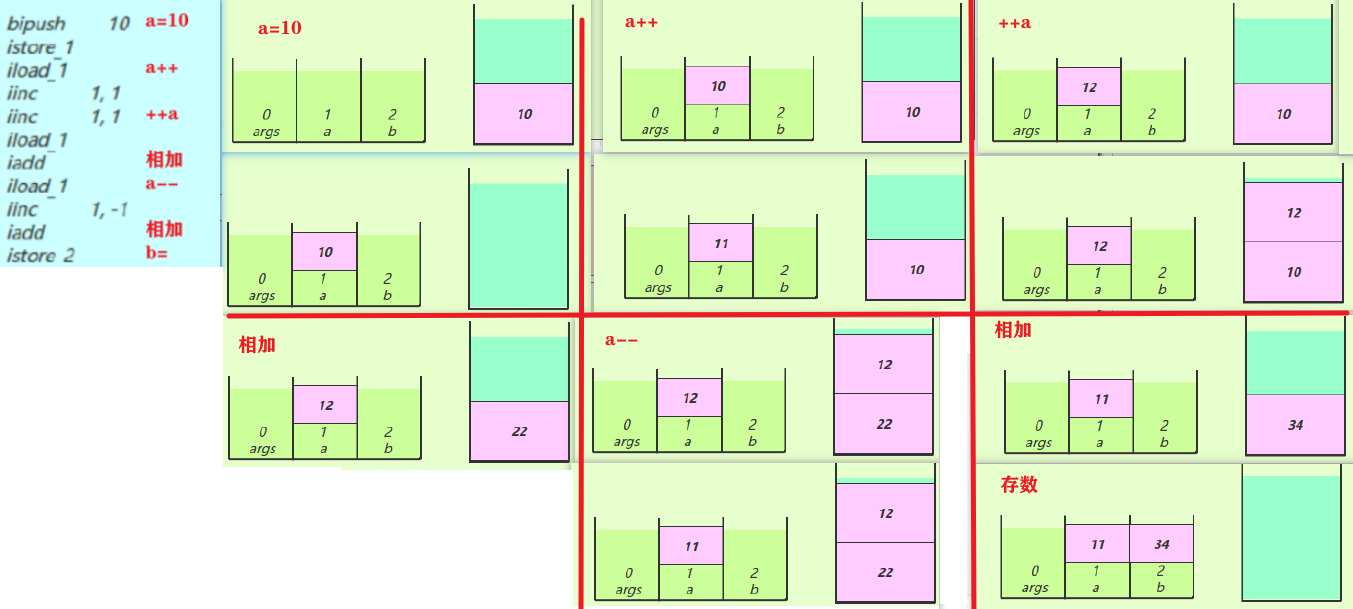 bipush 10 a=10
istore_1
iload_1 a++
iinc 1, 1
iinc 1, 1 ++a
iload_1
iadd 相加
iload_1 a--
iinc 1, -1
iadd 相加
istore 2 b=
a=10
10
0 1 2
args a b
10
0 1 2
args a b
a++
10
10
0 1 2
args a b
11
10
0 1 2
args a b
++a
12
10
0 1 2
args a b
12
12
10
0 1 2
args a b
相加
12
22
0 1 2
args a b
a--
12
12
22
0 1 2
args a b
12
11
22
0 1 2
args a b
相加
11
34
0 1 2
args a b
存数
11 34
0 1 2
args a b